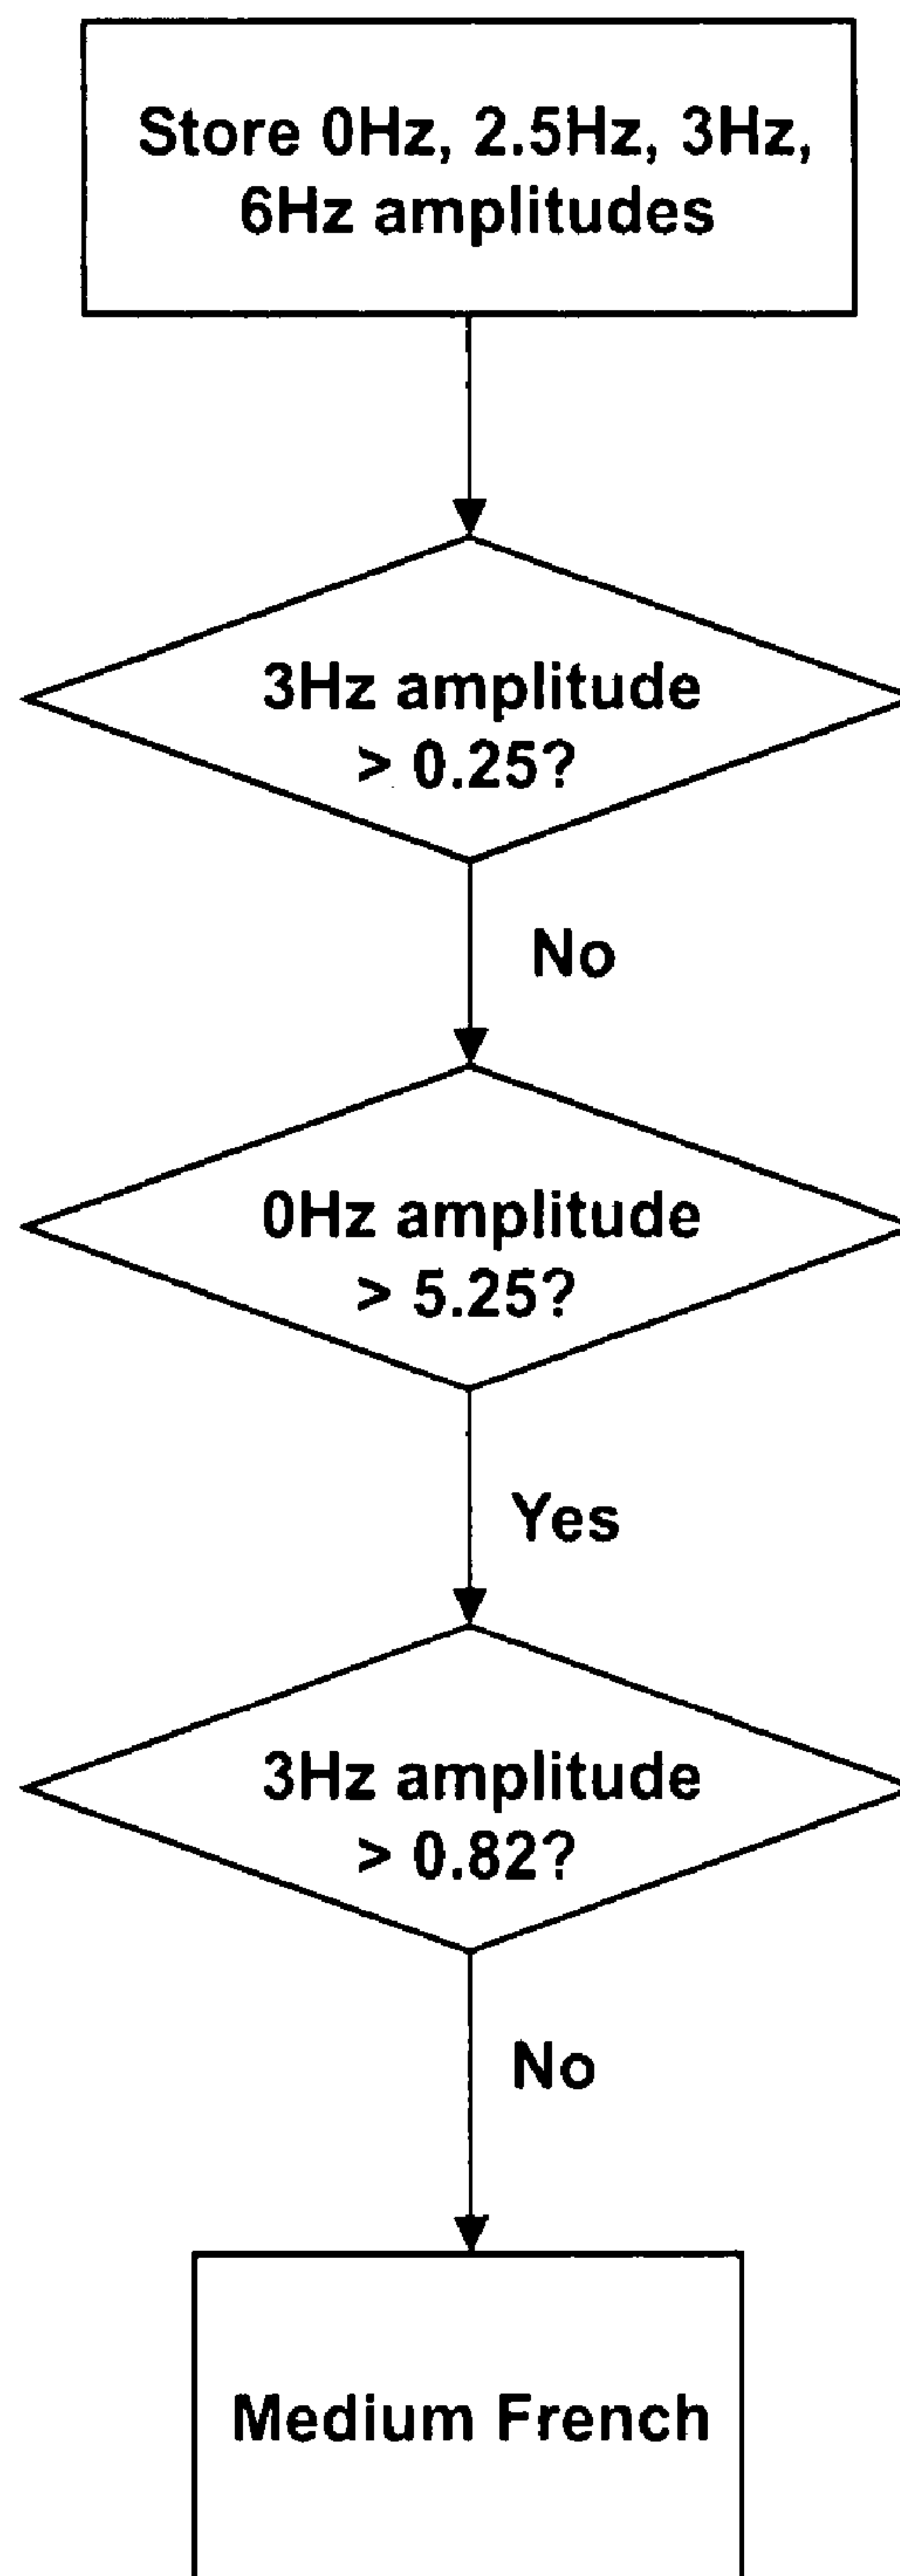 Store 0Hz, 2.5Hz, 3Hz,
6Hz amplitudes
3Hz amplitude
> 0.25?
No
0Hz amplitude
> 5.25?
Yes
3Hz amplitude
> 0.82?
No
Medium French